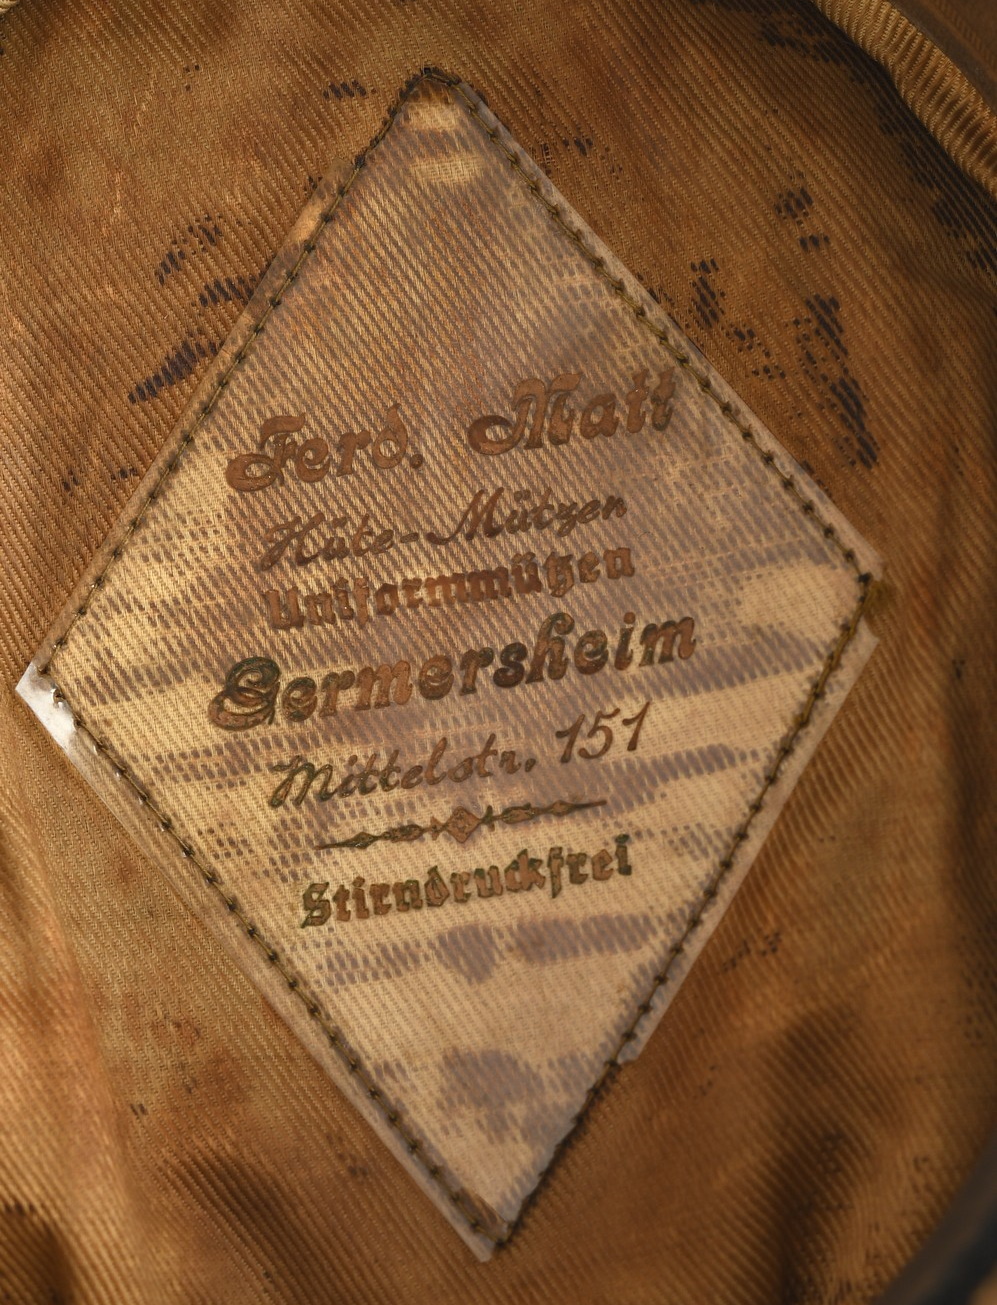 Ferd. Matt
Hüte-Mützen
Uniformmützen
Germersheim
Mittelstr. 151
Stirndruckfrei